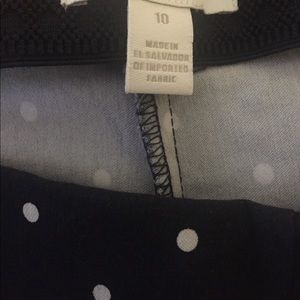 10
MADE IN
EL SALVADOR
OF IMPORTED
FABRIC